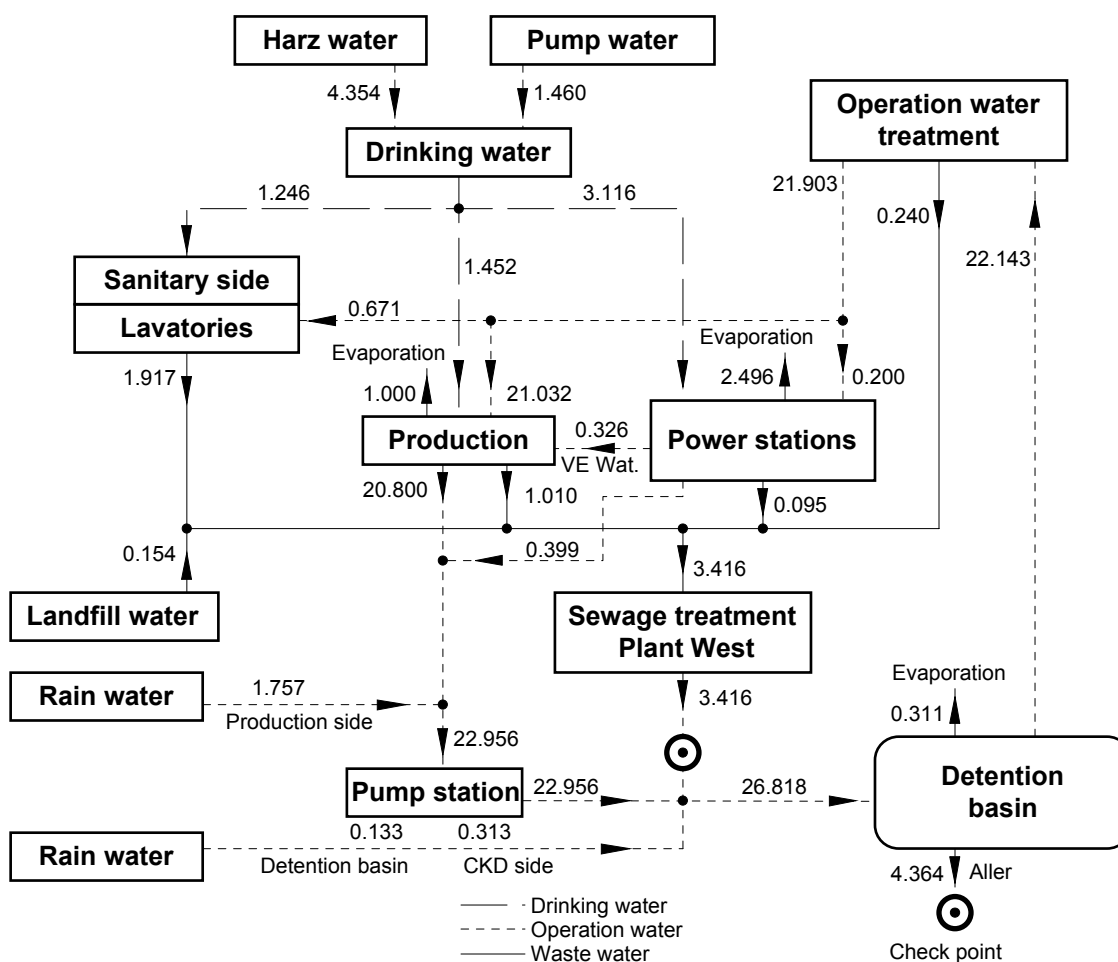 Harz water
Pump water
4.354
1.460
Operation water
treatment
Drinking water
1.246
3.116
21.903
0.240
22.143
Sanitary side
Lavatories
1.452
0.671
Evaporation
1.000
21.032
Evaporation
2.496
0.200
1.917
Production
0.326
VE Wat.
Power stations
20.800
1.010
0.095
0.154
0.399
3.416
Landfill water
Sewage treatment
Plant West
Rain water
1.757
Production side
3.416
Evaporation
0.311
22.956
Pump station
22.956
26.818
Detention
basin
Rain water
0.133
0.313
Detention basin
CKD side
4.364
Aller
Check point
Drinking water
Operation water
Waste water